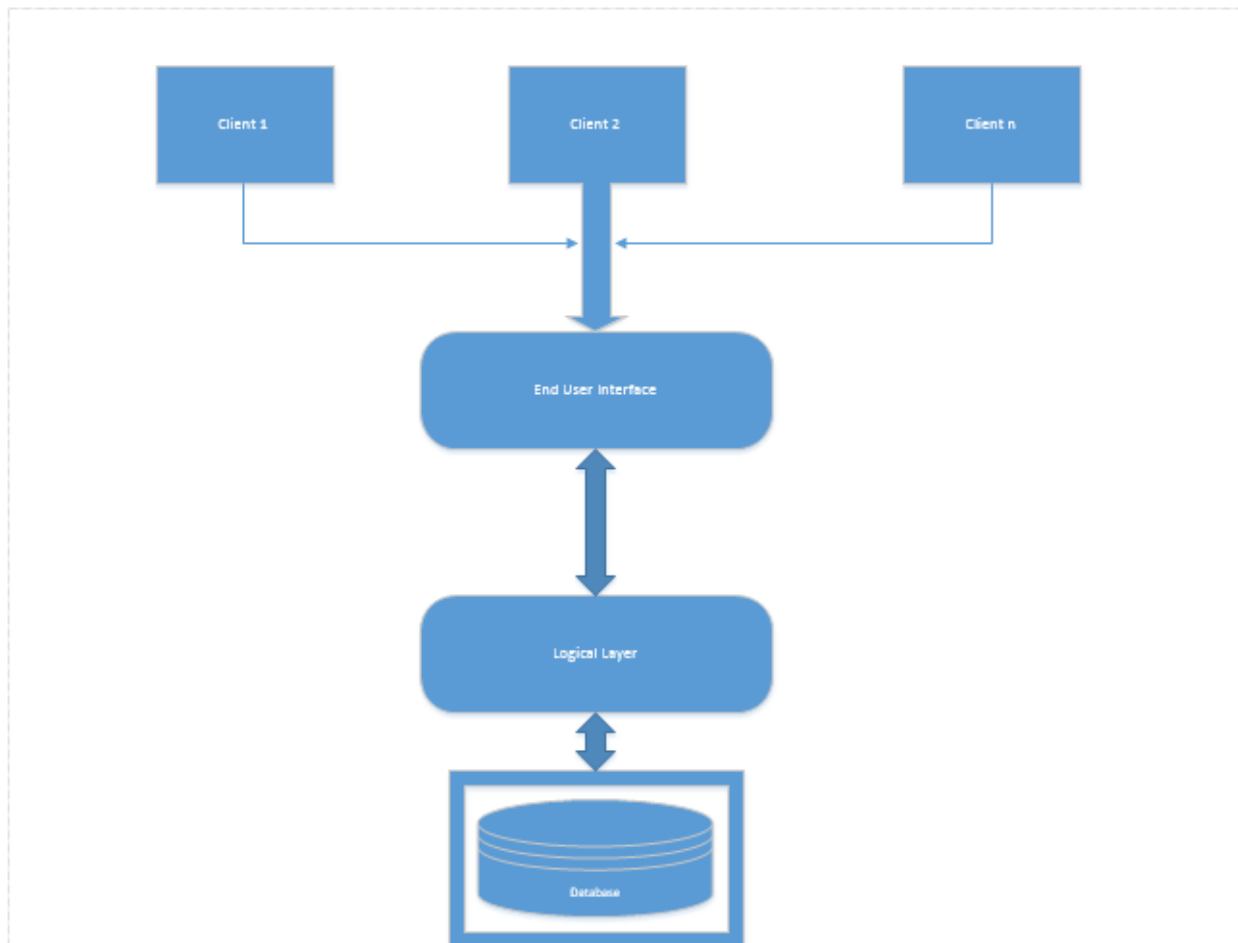 Client 1
Client 2
Client n
End User Interface
Logical Layer
Database